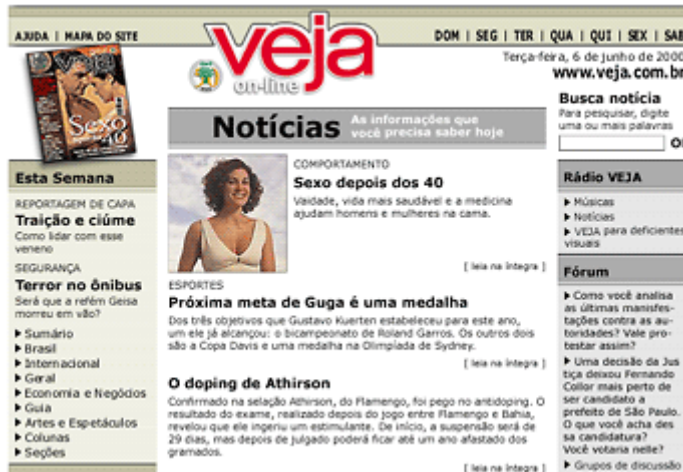 AJUDA | MAPA DO SITE
veja
on-line
DOM | SEG | TER | QUA | QUI | SEX | SAB
Terça-feira, 6 de junho de 2000
www.veja.com.br
veja
Sexo
40
Notícias
As informações que
você precisa saber hoje
Busca notícia
Para pesquisar, digite
uma ou mais palavras
Esta Semana
REPORTAGEM DE CAPA
Traição e ciúme
Como lidar com esse
veneno
SEGURANÇA
Terror no ônibus
Será que a refém Geisa
morreu em vão?
Sumário
Brasil
Internacional
Geral
Economia e Negócios
Guia
Artes e Espetáculos
Colunas
Seções
COMPORTAMENTO
Sexo depois dos 40
Vaidade, vida mais saudável e a medicina
ajudam homens e mulheres na cama.
[ leia na íntegra ]
ESPORTES
Próxima meta de Guga é uma medalha
Dos três objetivos que Gustavo Kuerten estabeleceu para este ano,
um ele já alcançou: o bicampeonato de Roland Garros. Os outros dois
são a Copa Davis e uma medalha na Olimpíada de Sydney.
[ leia na íntegra ]
O doping de Athirson
Confirmado na seleção Athirson, do Flamengo, foi pego no antidoping. O
resultado do exame, realizado depois do jogo entre Flamengo e Bahia,
revelou que ele ingeriu um estimulante. De início, a suspensão será de
29 dias, mas depois de julgado poderá ficar até um ano afastado dos
gramados.
[ leia na íntegra ]
Rádio VEJA
Músicas
Notícias
VEJA para deficientes
visuais
Fórum
Como você analisa
as últimas manifes-
tações contra as au-
toridades? Vale pro-
testar assim?
Uma decisão da Jus
tiça deixou Fernando
Collor mais perto de
ser candidato a
prefeito de São Paulo.
O que você acha des
sa candidatura?
Você votaria nele?
Grupos de discussão